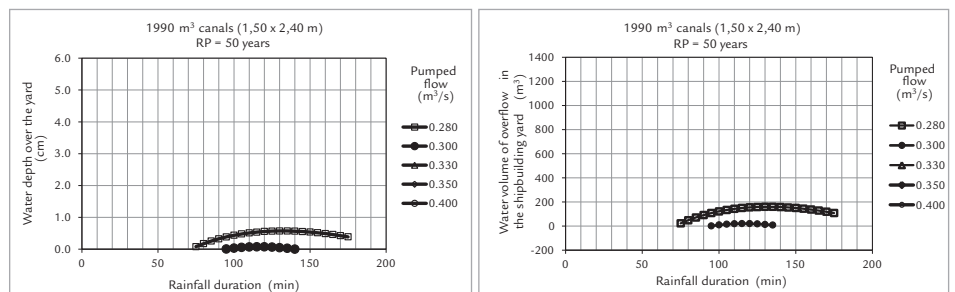 1990 m³ canals (1,50 x 2,40 m)
RP = 50 years
6.0
5.0
4.0
3.0
2.0
1.0
0.0
Water depth over the yard
(cm)
0
50
100
150
200
Rainfall duration (min)
Pumped
flow
(m³/s)
0.280
0.300
0.330
0.350
0.400
1990 m³ canals (1,50 x 2,40 m)
RP = 50 years
1400
1200
1000
800
600
400
200
0
-200
Water volume of overflow in
the shipbuilding yard (m³)
0
50
100
150
200
Rainfall duration (min)
Pumped
flow
(m³/s)
0.280
0.300
0.330
0.350
0.400